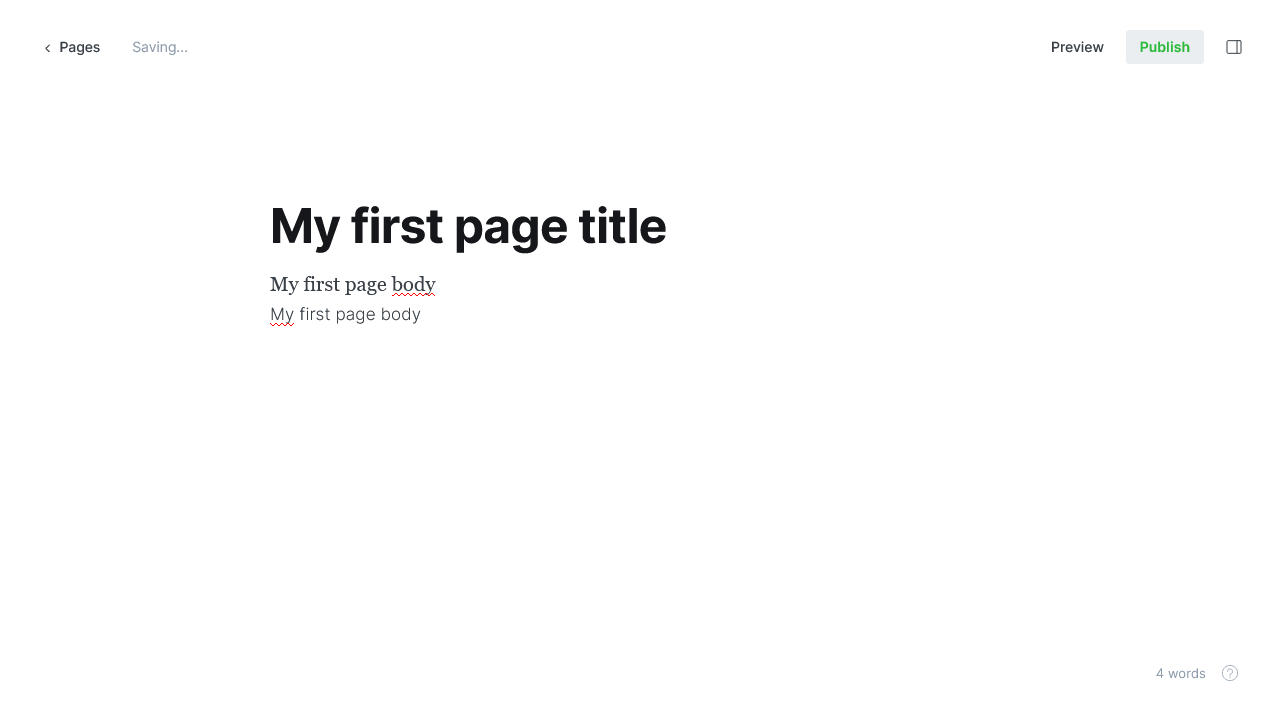 Pages
Saving...
Preview
Publish
My first page title
My first page body
My first page body
4 words
?